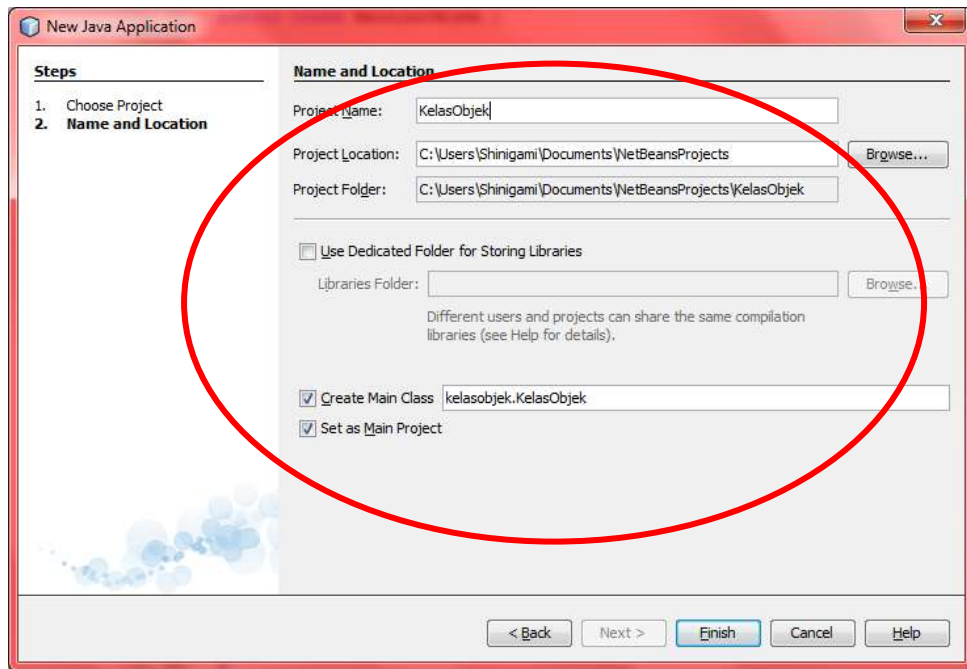 New Java Application
Steps
1. Choose Project
2. Name and Location
Name and Location
Project Name: KelasObjek
Project Location: C:\Users\Shinigami\Documents\NetBeansProjects Browse...
Project Folder: C:\Users\Shinigami\Documents\NetBeansProjects\KelasObjek
Use Dedicated Folder for Storing Libraries
Libraries Folder: Browse...
Different users and projects can share the same compilation
libraries (see Help for details).
Create Main Class kelasobjek.KelasObjek
Set as Main Project
< Back Next > Finish Cancel Help